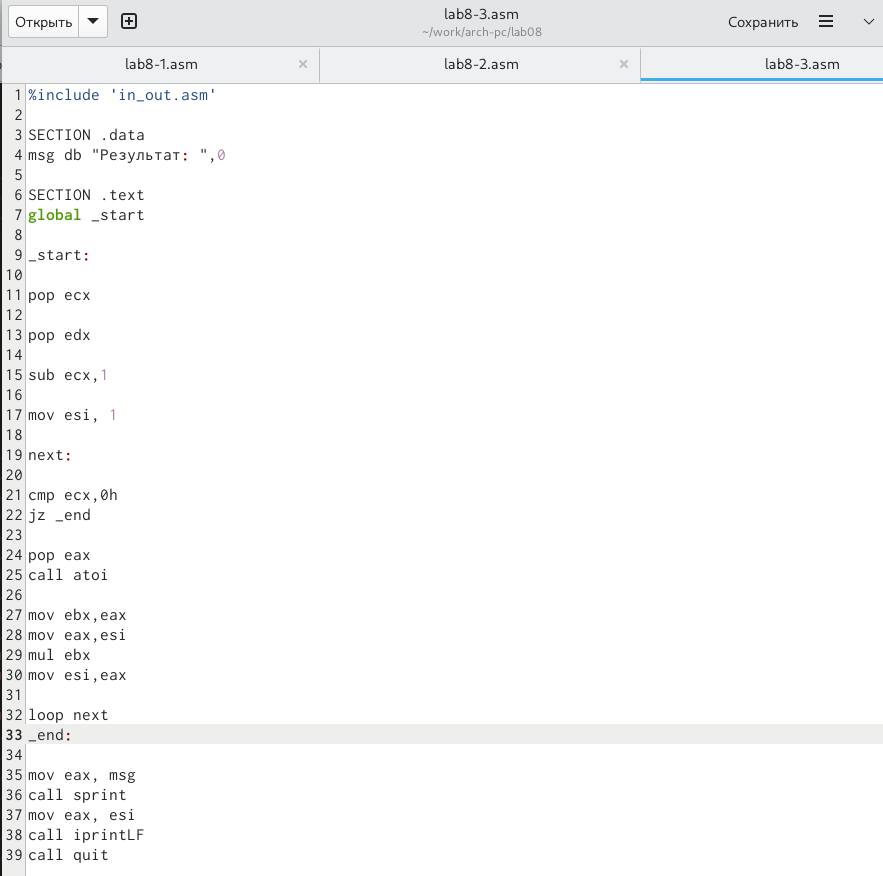 Открыть
lab8-3.asm
~/work/arch-pc/lab08
Сохранить
lab8-1.asm
lab8-2.asm
lab8-3.asm
1 %include 'in_out.asm'
2
3 SECTION .data
4 msg db "Результат: ",0
5
6 SECTION .text
7 global _start
8
9 _start:
10
11 pop ecx
12
13 pop edx
14
15 sub ecx,1
16
17 mov esi, 1
18
19 next:
20
21 cmp ecx,0h
22 jz _end
23
24 pop eax
25 call atoi
26
27 mov ebx,eax
28 mov eax,esi
29 mul ebx
30 mov esi,eax
31
32 loop next
33 _end:
34
35 mov eax, msg
36 call sprint
37 mov eax, esi
38 call iprintLF
39 call quit